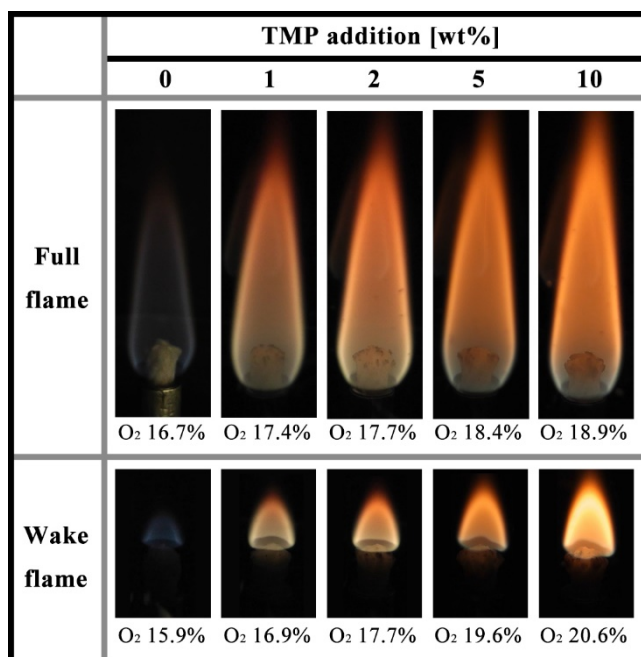 TMP addition [wt%]
0 1 2 5 10
Full
flame
O₂ 16.7% O₂ 17.4% O₂ 17.7% O₂ 18.4% O₂ 18.9%
Wake
flame
O₂ 15.9% O₂ 16.9% O₂ 17.7% O₂ 19.6% O₂ 20.6%